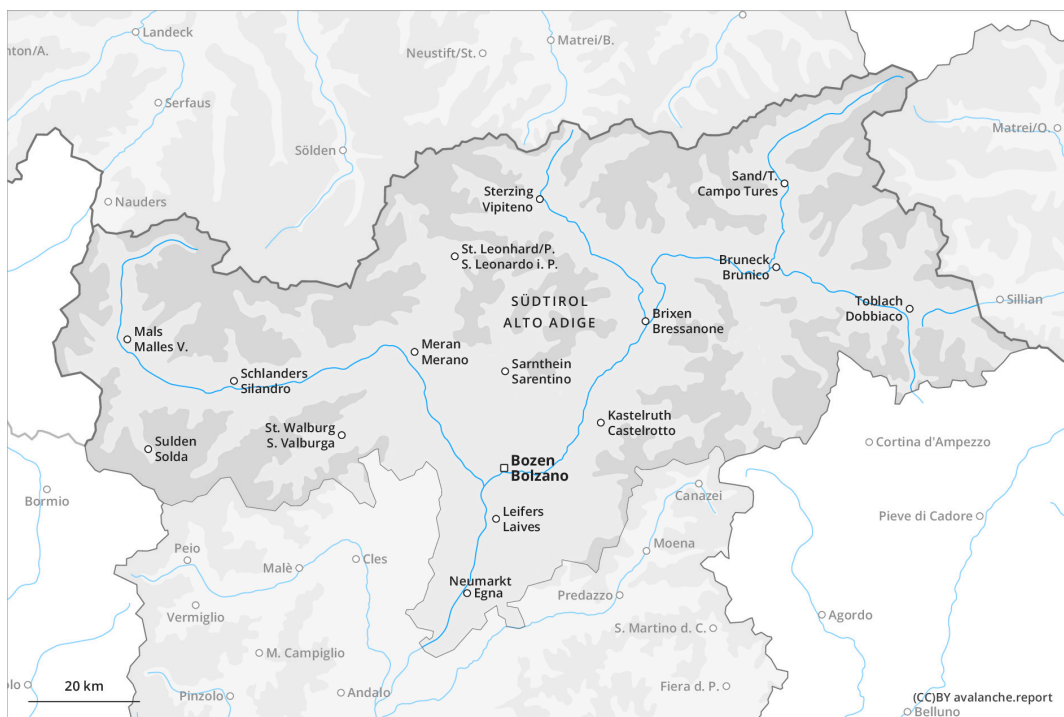 Landeck
nton/A.
Neustift/St.
Matrei/B.
Serfaus
Matrei/O.
Sölden
Sand/T.
Campo Tures
Sterzing
Vipiteno
Nauders
St. Leonhard/P.
S. Leonardo i. P.
Bruneck
Brunico
SÜDTIROL
ALTO ADIGE
Toblach
Dobbiaco
Sillian
Brixen
Bressanone
Mals
Malles V.
Meran
Merano
Schlanders
Silandro
Sarnthein
Sarentino
Kastelruth
Castelrotto
St. Walburg
S. Valburga
Sulden
Solda
Cortina d'Ampezzo
Bozen
Bolzano
Bormio
Canazei
Leifers
Laives
Pieve di Cadore
Moena
Peio
Malè
Cles
Neumarkt
Egna
Predazzo
Vermiglio
Agordo
S. Martino d. C.
M. Campiglio
olo
20 km
Pinzolo
Andalo
Fiera d. P.
(CC)BY avalanche.report
Belluno